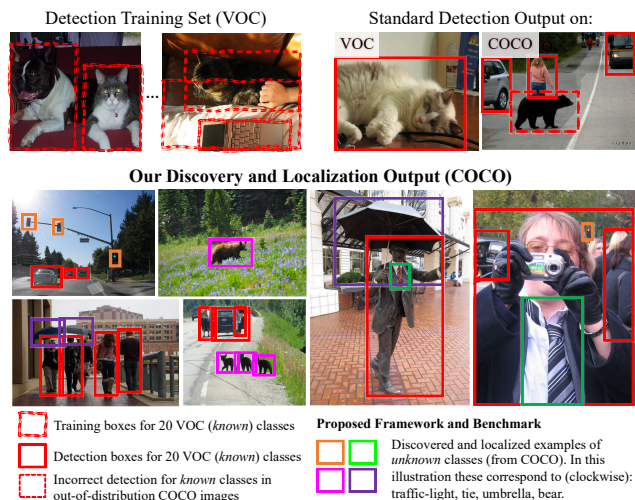 Detection Training Set (VOC)
Standard Detection Output on:
VOC
COCO
...
Our Discovery and Localization Output (COCO)
Training boxes for 20 VOC (known) classes
Detection boxes for 20 VOC (known) classes
Incorrect detection for known classes in
out-of-distribution COCO images
Proposed Framework and Benchmark
Discovered and localized examples of
unknown classes (from COCO). In this
illustration these correspond to (clockwise):
traffic-light, tie, umbrella, bear.